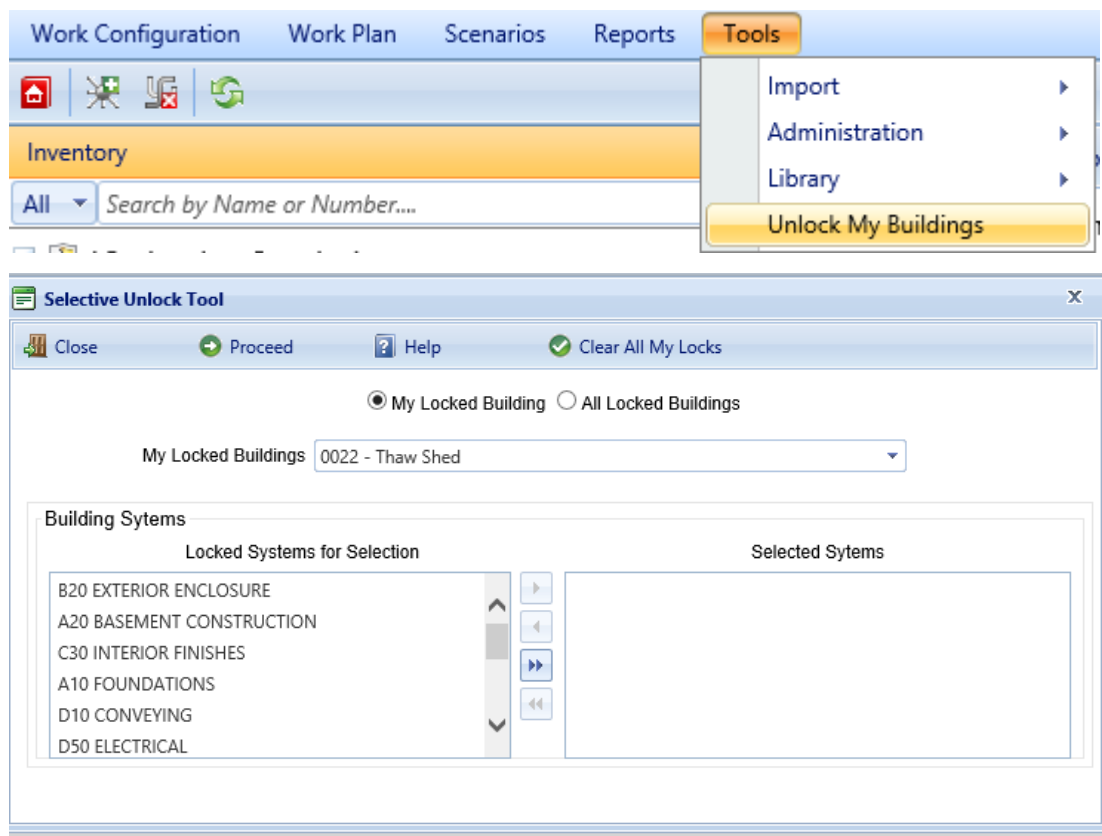 Work Configuration Work Plan Scenarios Reports Tools
Import
Administration
Inventory
Library
All Search by Name or Number....
Unlock My Buildings
Selective Unlock Tool
Close Proceed Help Clear All My Locks
My Locked Building All Locked Buildings
My Locked Buildings 0022 - Thaw Shed
Building Sytems
Locked Systems for Selection Selected Sytems
B20 EXTERIOR ENCLOSURE
A20 BASEMENT CONSTRUCTION
C30 INTERIOR FINISHES
A10 FOUNDATIONS
D10 CONVEYING
D50 ELECTRICAL